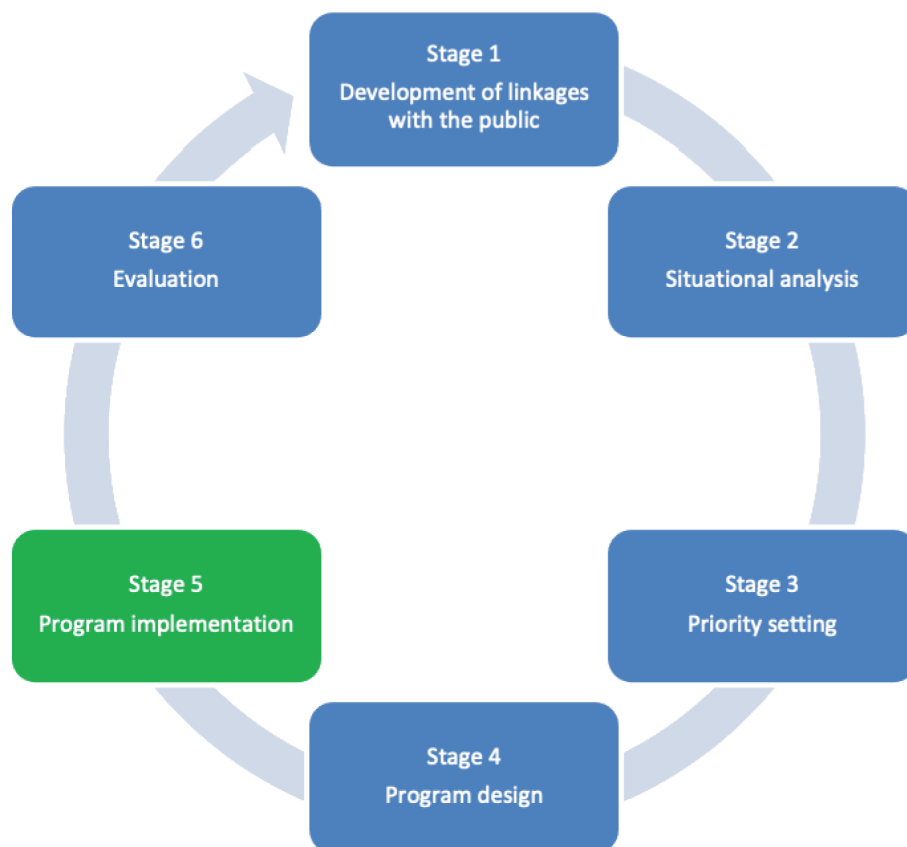 Stage 1
Development of linkages
with the public
Stage 2
Situational analysis
Stage 3
Priority setting
Stage 4
Program design
Stage 5
Program implementation
Stage 6
Evaluation